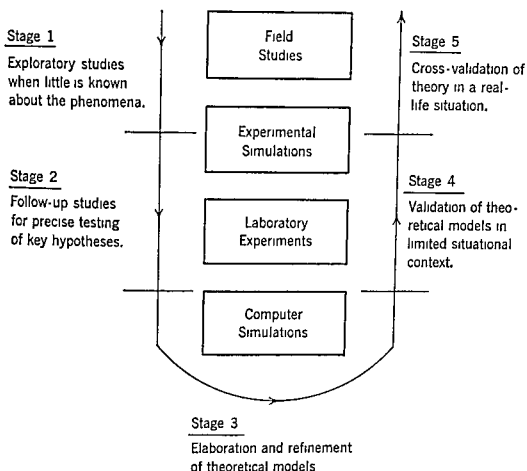 Stage 1
Exploratory studies
when little is known
about the phenomena.
Stage 2
Follow-up studies
for precise testing
of key hypotheses.
Field
Studies
Experimental
Simulations
Laboratory
Experiments
Computer
Simulations
Stage 3
Elaboration and refinement
of theoretical models
Stage 5
Cross-validation of
theory in a real-
life situation.
Stage 4
Validation of theo-
retical models in
limited situational
context.